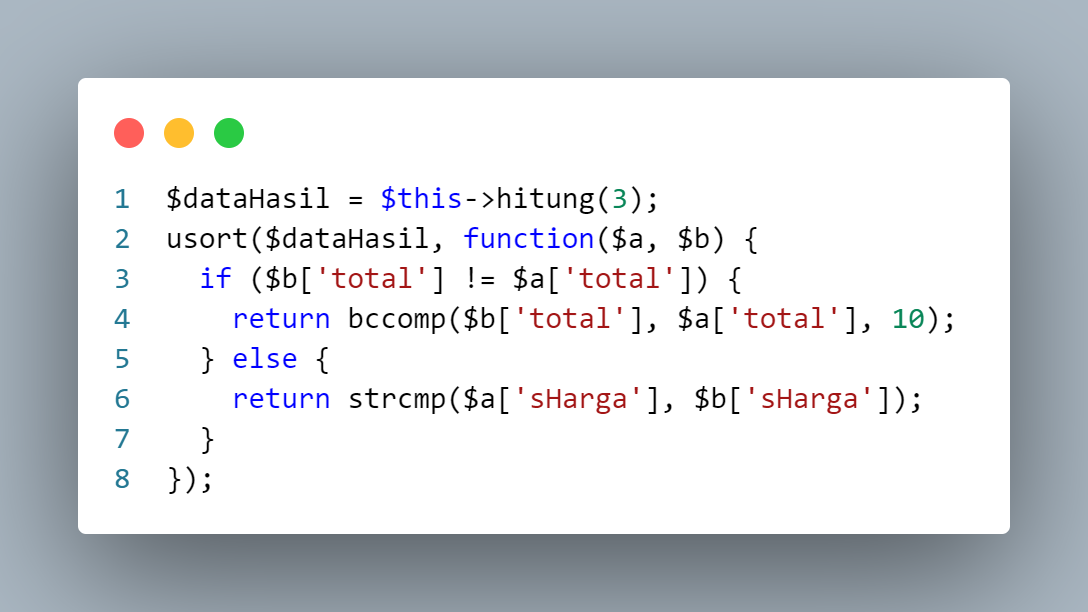 1 $dataHasil = $this->hitung(3);
2 usort($dataHasil, function($a, $b) {
3   if ($b['total'] != $a['total']) {
4     return bccomp($b['total'], $a['total'], 10);
5   } else {
6     return strcmp($a['sHarga'], $b['sHarga']);
7   }
8 });